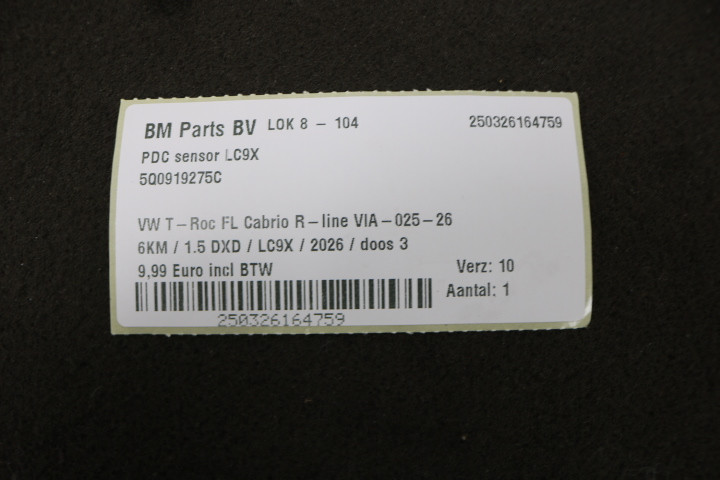 BM Parts BV LOK 8 - 104 250326164759
PDC sensor LC9X
5Q0919275C
VW T-Roc FL Cabrio R-line VIA-025-26
6KM / 1.5 DXD / LC9X / 2026 / doos 3
9,99 Euro incl BTW Verz: 10
Aantal: 1
250326164759